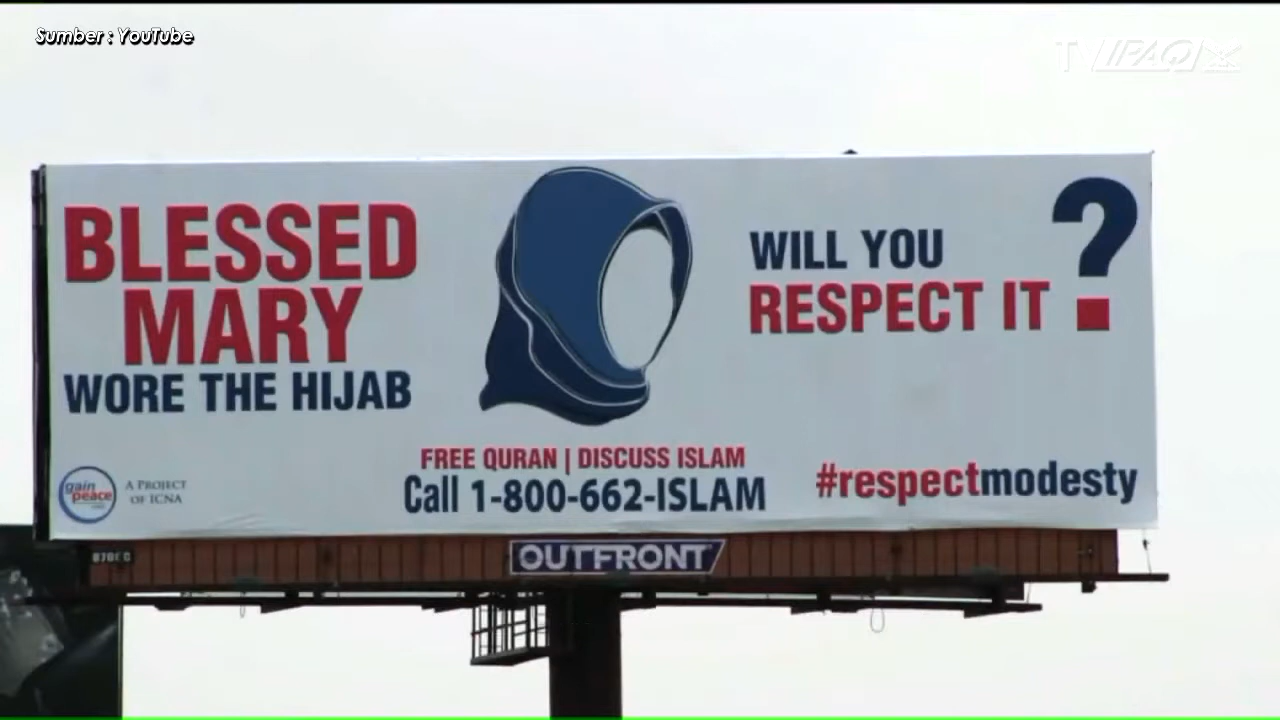 Sumber : YouTube
BLESSED
MARY
WORE THE HIJAB
WILL YOU
RESPECT IT ?
FREE QURAN | DISCUSS ISLAM
Call 1-800-662-ISLAM
#respectmodesty
gain
peace
A PROJECT
OF ICNA
OUTFRONT